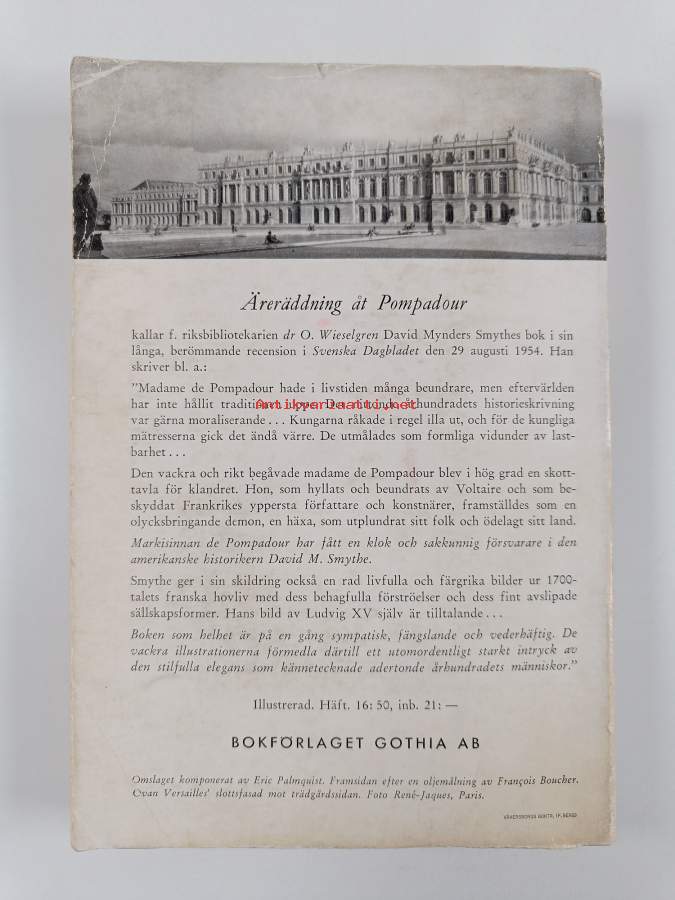 Äreräddning åt Pompadour
kallar f. riksbibliotekarien dr O. Wieselgren David Mynders Smythes bok i sin
långa, berömmande recension i Svenska Dagbladet den 29 augusti 1954. Han
skriver bl. a.:
"Madame de Pompadour hade i livstiden många beundrare, men eftervärlden
har inte hållit traditionen uppe. Det artonde århundradets historieskrivning
Antikvariaatti.net
var gärna moraliserande . . . Kungarna råkade i regel illa ut, och för de kungliga
mätresserna gick det ändå värre. De utmålades som formliga vidunder av last-
barhet . . .
Den vackra och rikt begåvade madame de Pompadour blev i hög grad en skott-
tavla för klandret. Hon, som hyllats och beundrats av Voltaire och som be-
skyddat Frankrikes yppersta författare och konstnärer, framställdes som en
olycksbringande demon, en häxa, som utplundrat sitt folk och ödelagt sitt land.
Markisinnan de Pompadour har fått en klok och sakkunnig försvarare i den
amerikanske historikern David M. Smythe.
Smythe ger i sin skildring också en rad livfulla och färgrika bilder ur 1700-
talets franska hovliv med dess behagfulla förströelser och dess fint avslipade
sällskapsformer. Hans bild av Ludvig XV själv är tilltalande . . .
Boken som helhet är på en gång sympatisk, fängslande och vederhäftig. De
vackra illustrationerna förmedla därtill ett utomordentligt starkt intryck av
den stilfulla elegans som kännetecknade adertonde århundradets människor."
Illustrerad. Häft. 16: 50, inb. 21: —
BOKFÖRLAGET GOTHIA AB
Omslaget komponerat av Eric Palmquist. Framsidan efter en oljemålning av François Boucher.
Ovan Versailles' slottsfasad mot trädgårdssidan. Foto René-Jaques, Paris.